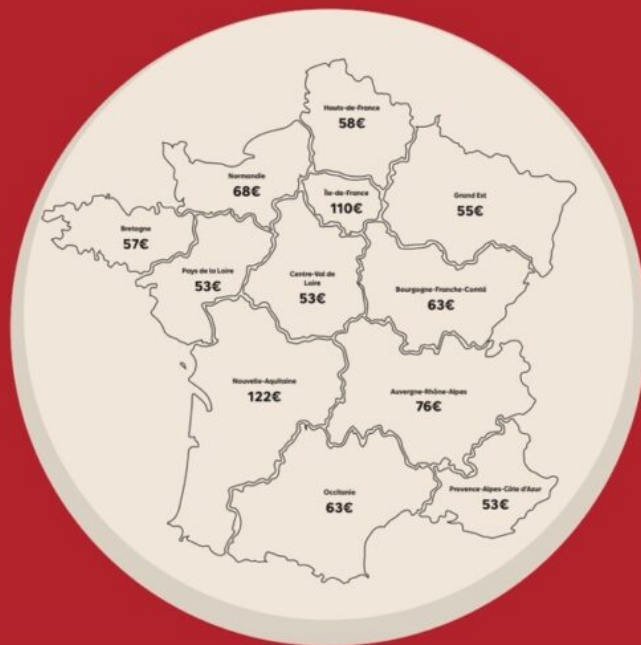 Hauts-de-France
58€
Normandie
68€
Île-de-France
110€
Grand Est
55€
Bretagne
57€
Pays de la Loire
53€
Centre-Val de
Loire
53€
Bourgogne-Franche-Comté
63€
Nouvelle-Aquitaine
122€
Auvergne-Rhône-Alpes
76€
Occitanie
63€
Provence-Alpes-Côte d'Azur
53€